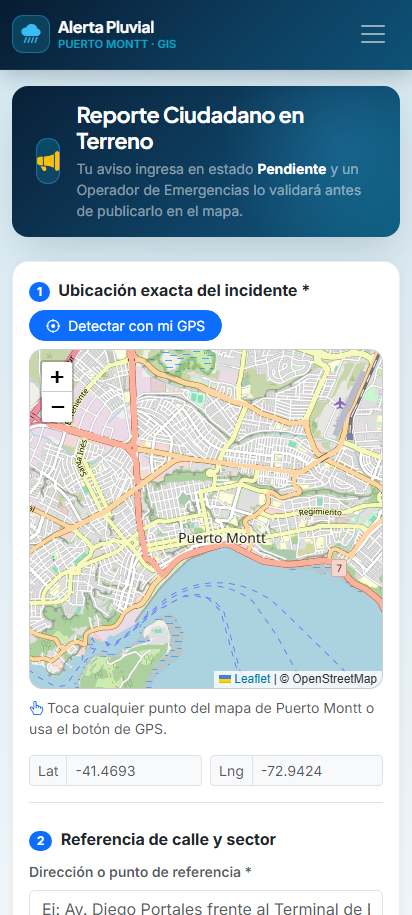 Alerta Pluvial
PUERTO MONTT · GIS
Reporte Ciudadano en
Terreno
Tu aviso ingresa en estado Pendiente y un
Operador de Emergencias lo validará antes
de publicarlo en el mapa.
1 Ubicación exacta del incidente *
Detectar con mi GPS
+
−
Santa Inés
Regimiento
Puerto Montt
7
Leaflet | © OpenStreetMap
Toca cualquier punto del mapa de Puerto Montt o
usa el botón de GPS.
Lat -41.4693 Lng -72.9424
2 Referencia de calle y sector
Dirección o punto de referencia *
Ej: Av. Diego Portales frente al Terminal de